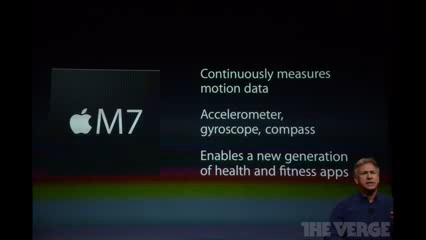 M7
Continuously measures
motion data
Accelerometer,
gyroscope, compass
Enables a new generation
of health and fitness apps
THE VERGE